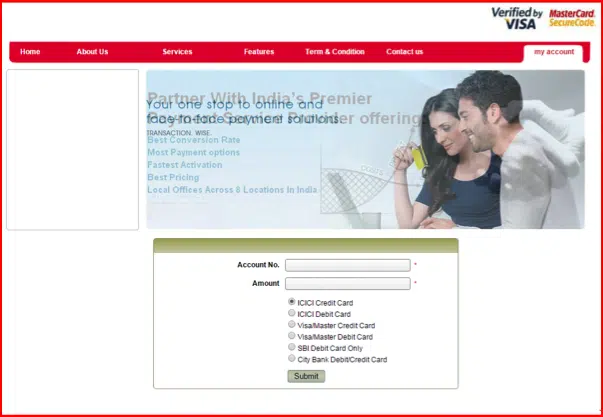 Verified by
VISA
MasterCard.
SecureCode.
Home About Us Services Features Term & Condition Contact us my account
Partner With India's Premier
Your one stop to online and
Payment Service Provider offering
face-to-face payment solutions.
TRANSACTION. WISE.
Best Conversion Rate
Most Payment options
Fastest Activation
Best Pricing
Local Offices Across 8 Locations In India
Account No. *
Amount *
ICICI Credit Card
ICICI Debit Card
Visa/Master Credit Card
Visa/Master Debit Card
SBI Debit Card Only
City Bank Debit/Credit Card
Submit